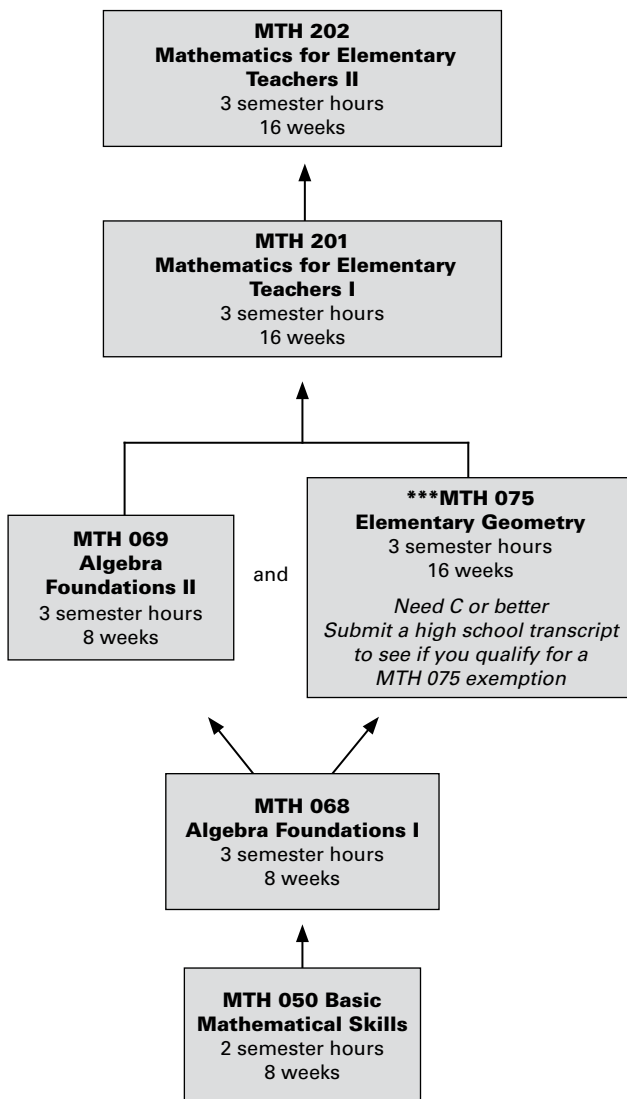 MTH 202
Mathematics for Elementary
Teachers II
3 semester hours
16 weeks
MTH 201
Mathematics for Elementary
Teachers I
3 semester hours
16 weeks
MTH 069
Algebra
Foundations II
3 semester hours
8 weeks
and
***MTH 075
Elementary Geometry
3 semester hours
16 weeks
Need C or better
Submit a high school transcript
to see if you qualify for a
MTH 075 exemption
MTH 068
Algebra Foundations I
3 semester hours
8 weeks
MTH 050 Basic
Mathematical Skills
2 semester hours
8 weeks